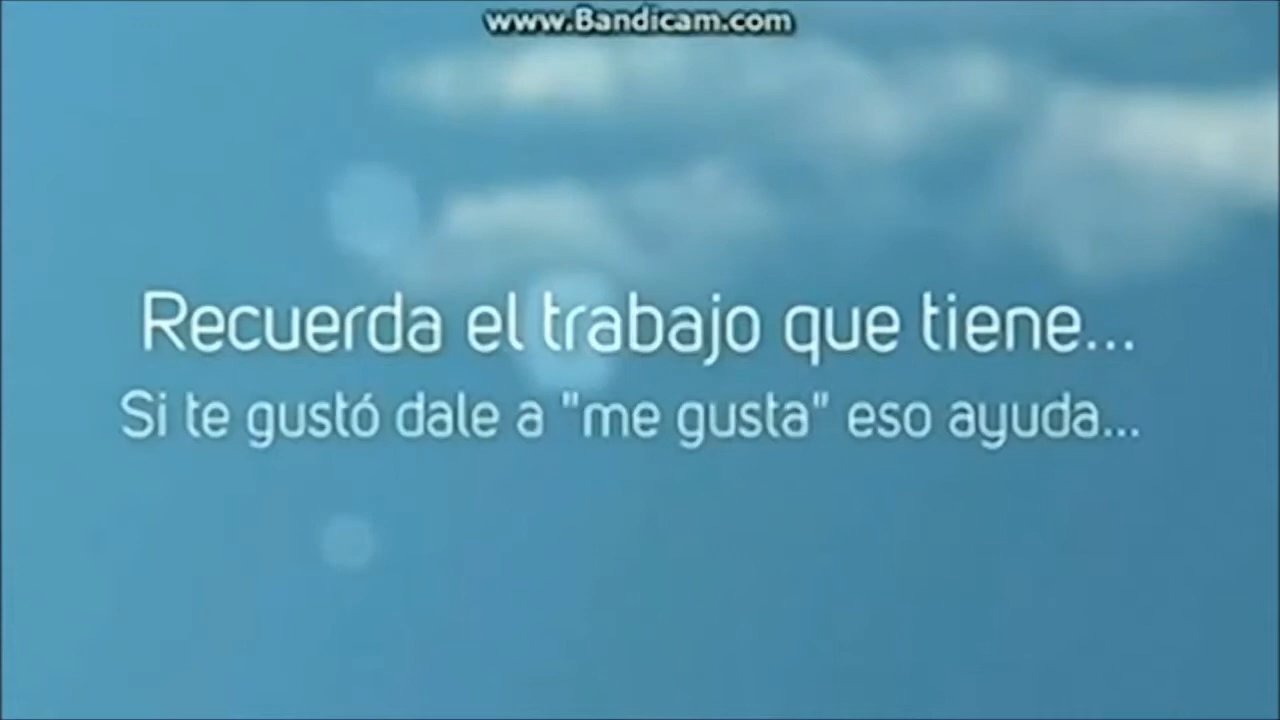 www.Bandicam.com
Recuerda el trabajo que tiene...
Si te gustó dale a "me gusta" eso ayuda...